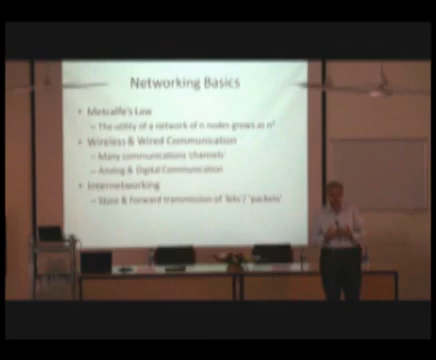 Networking Basics
• Metcalfe's Law
– The utility of a network of n nodes grows as n²
• Wireless & Wired Communication
– Many communications 'channels'
– Analog & Digital Communication
• Internetworking
– Store & Forward transmission of 'bits'/ 'packets'